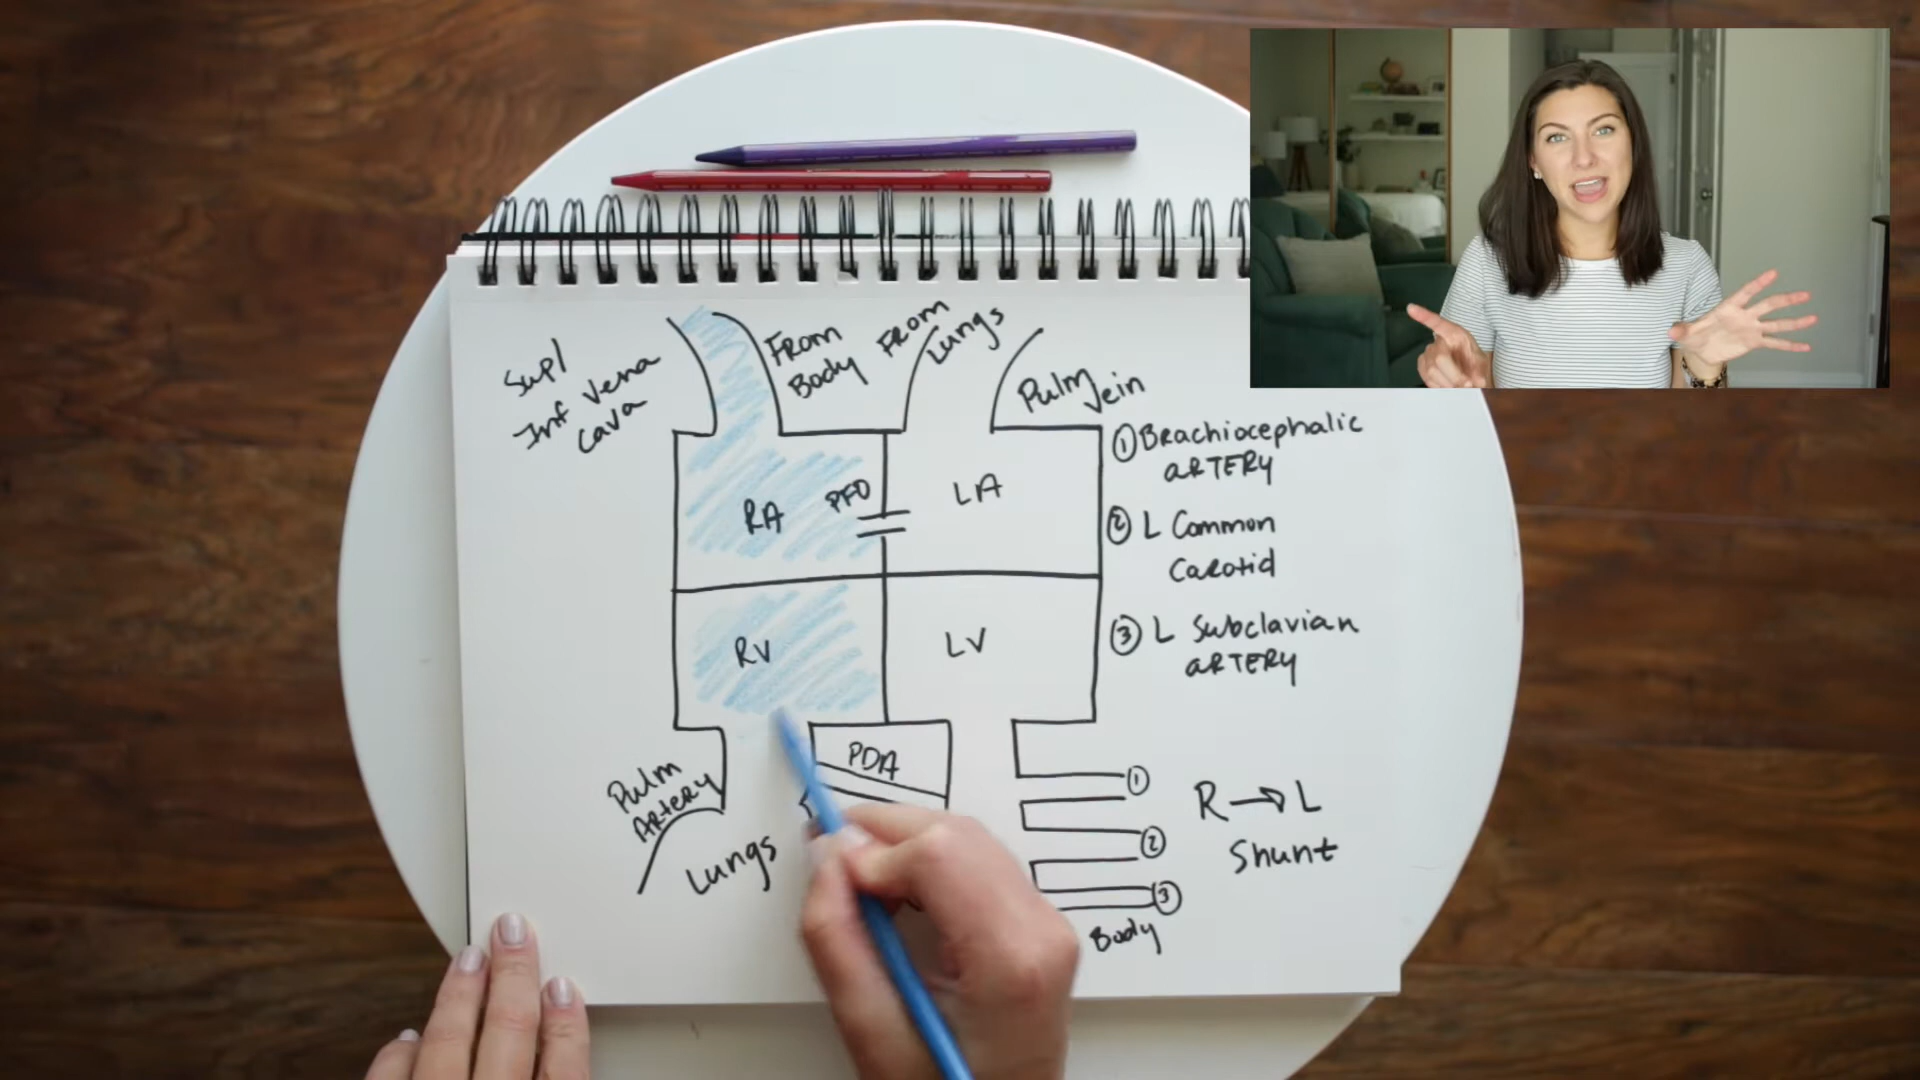 Sup/
Inf Vena
Cava
From
Body
From
Lungs
Pulm
Vein
① Brachiocephalic
ARTERY
② L Common
Carotid
③ L Subclavian
ARTERY
RA
PFO
LA
RV
LV
Pulm
Artery
Lungs
PDA
①
②
③
Body
R → L
Shunt